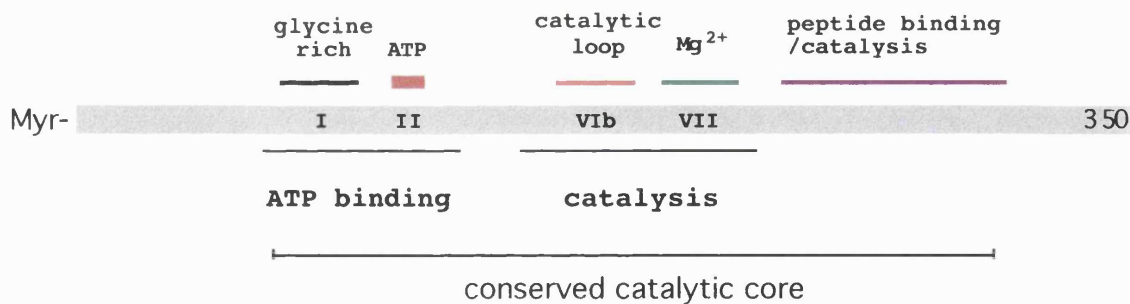 glycine
rich
ATP
catalytic
loop
Mg2+
peptide binding
/catalysis
Myr-
I
II
VIb
VII
350
ATP binding
catalysis
conserved catalytic core